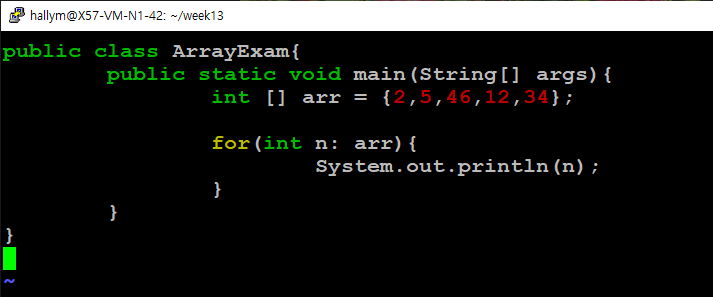 hallym@X57-VM-N1-42: ~/week13
public class ArrayExam{
        public static void main(String[] args){
                int [] arr = {2,5,46,12,34};

                for(int n: arr){
                        System.out.println(n);
                }
        }
}
~